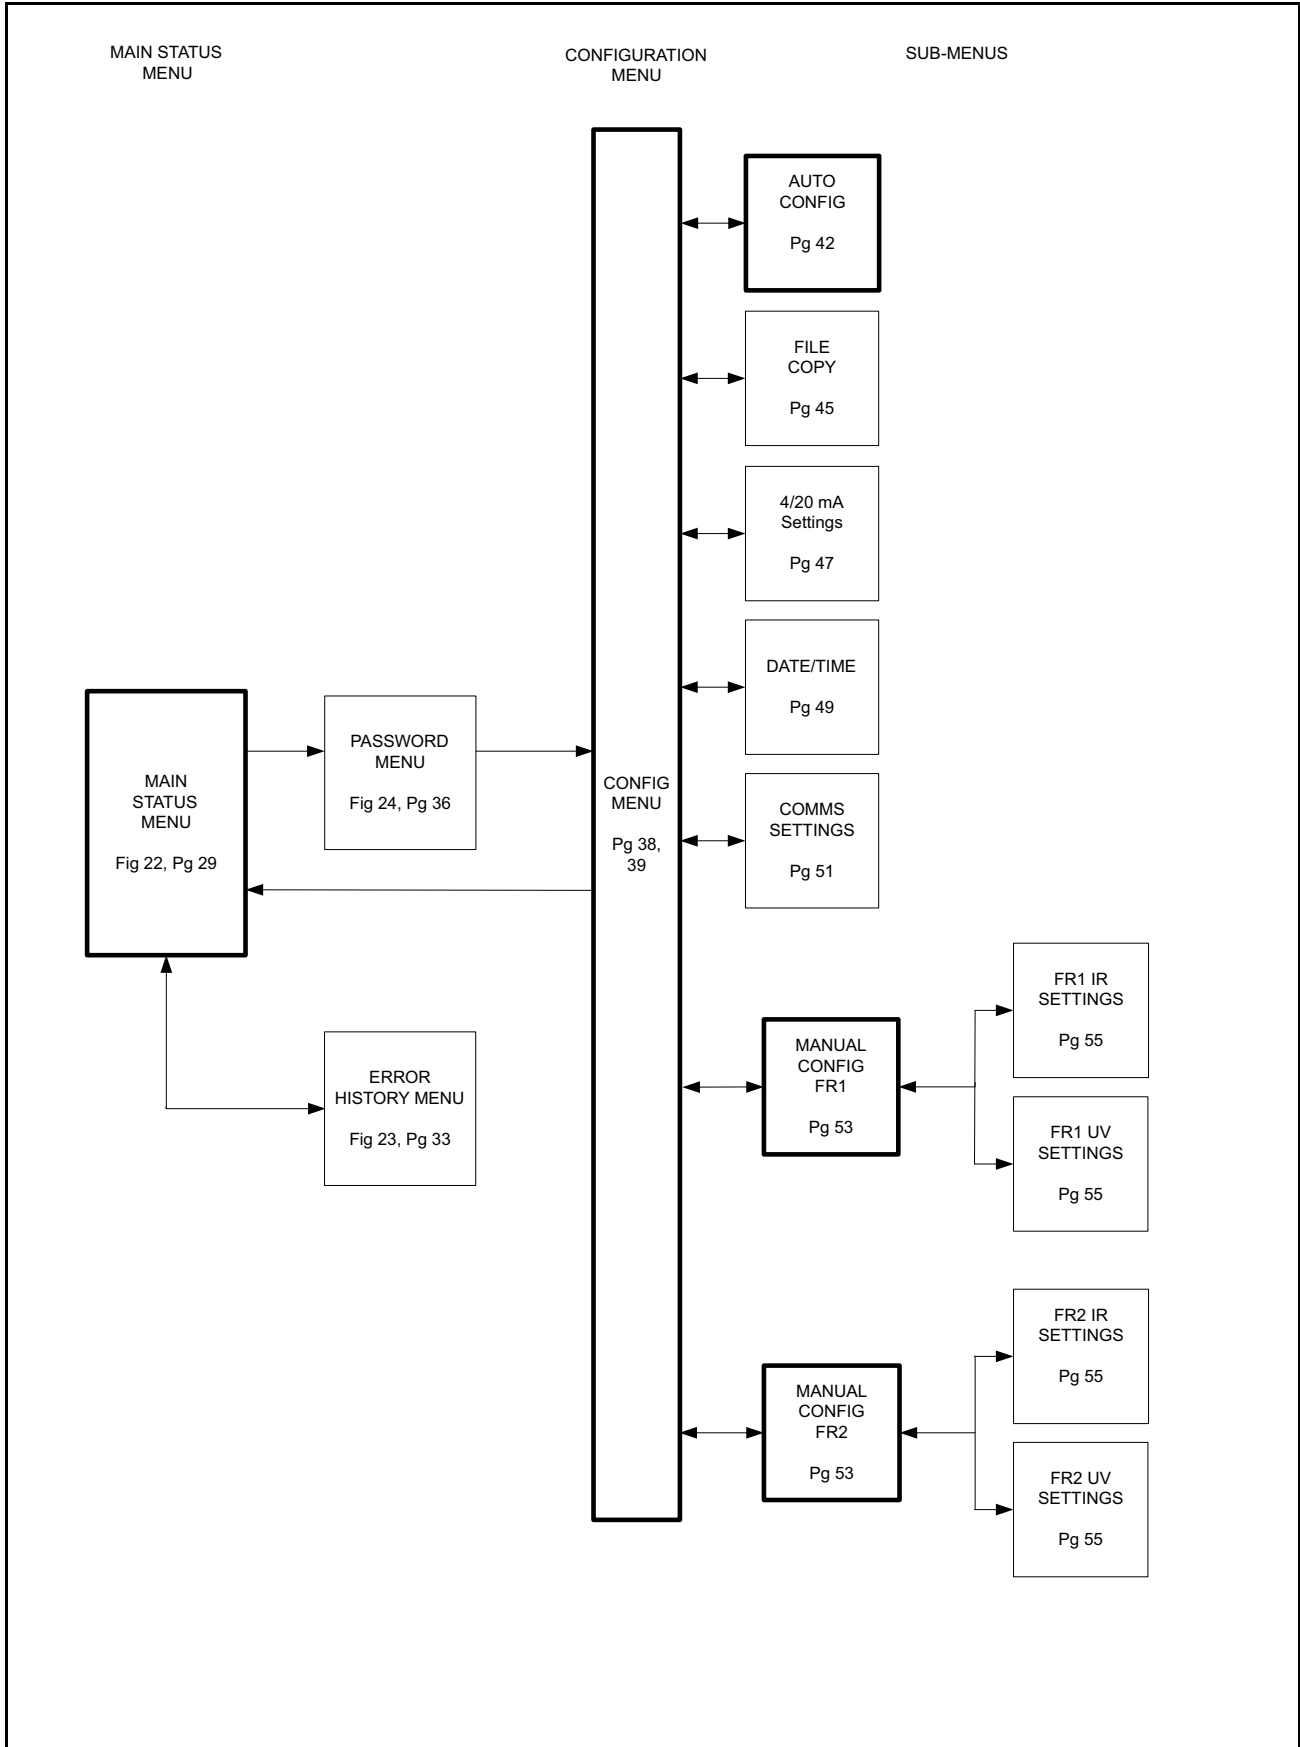 MAIN STATUS
MENU
CONFIGURATION
MENU
SUB-MENUS
AUTO
CONFIG
Pg 42
FILE
COPY
Pg 45
4/20 mA
Settings
Pg 47
DATE/TIME
Pg 49
MAIN
STATUS
MENU
Fig 22, Pg 29
PASSWORD
MENU
Fig 24, Pg 36
CONFIG
MENU
Pg 38,
39
COMMS
SETTINGS
Pg 51
ERROR
HISTORY MENU
Fig 23, Pg 33
MANUAL
CONFIG
FR1
Pg 53
FR1 IR
SETTINGS
Pg 55
FR1 UV
SETTINGS
Pg 55
MANUAL
CONFIG
FR2
Pg 53
FR2 IR
SETTINGS
Pg 55
FR2 UV
SETTINGS
Pg 55